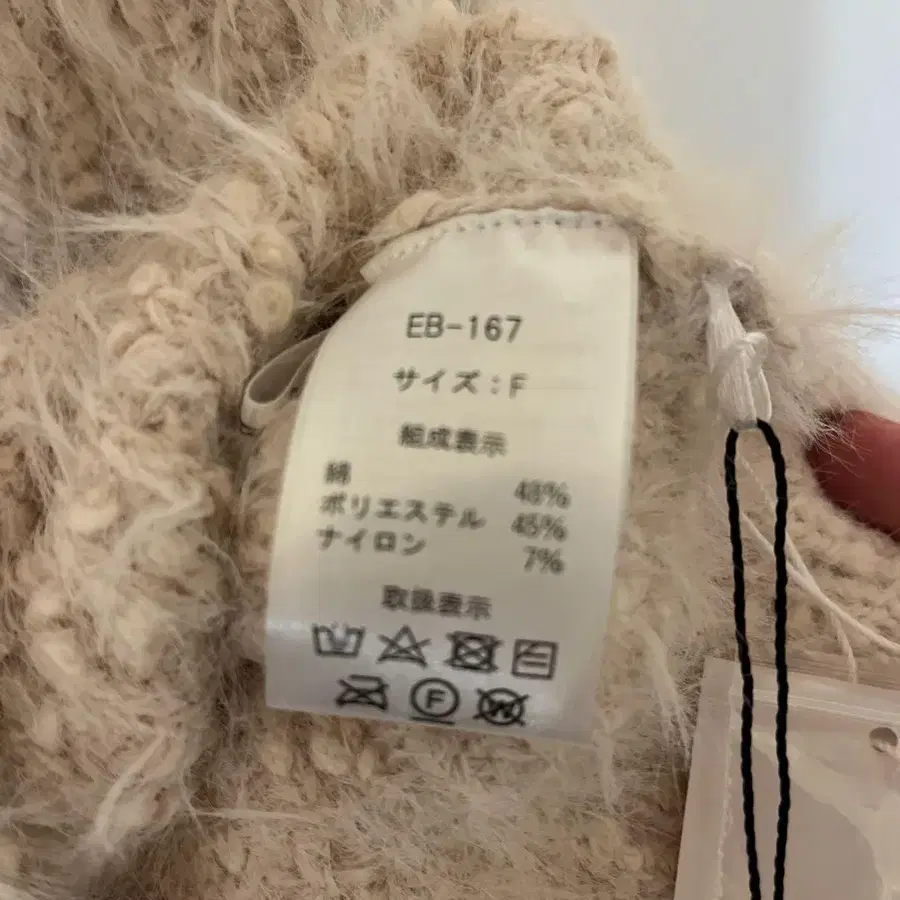 EB-167
サイズ：F
組成表示
綿 48%
ポリエステル 45%
ナイロン 7%
取扱表示
F W